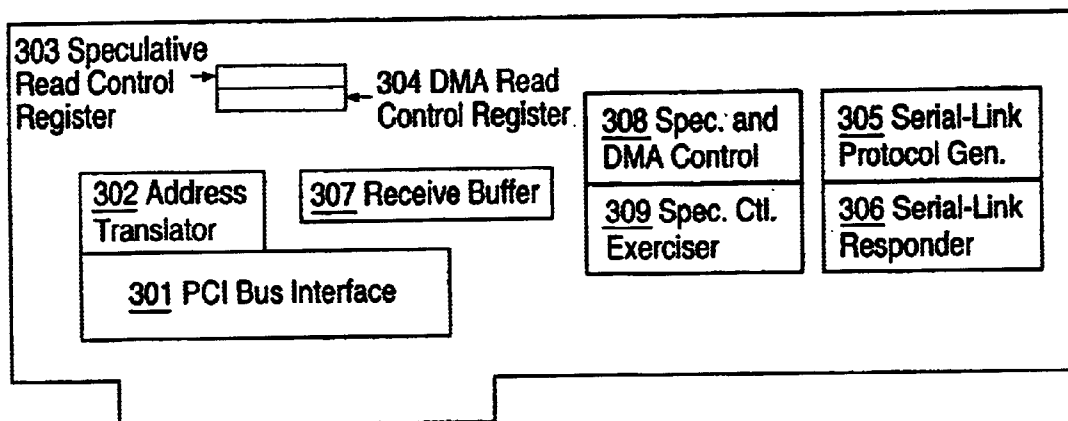 303 Speculative
Read Control
Register
304 DMA Read
Control Register
308 Spec. and
DMA Control
305 Serial-Link
Protocol Gen.
302 Address
Translator
307 Receive Buffer
309 Spec. Ctl.
Exerciser
306 Serial-Link
Responder
301 PCI Bus Interface